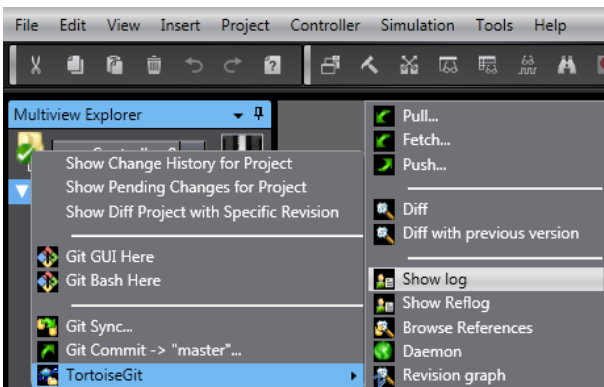 File Edit View Insert Project Controller Simulation Tools Help
Multiview Explorer
Show Change History for Project
Show Pending Changes for Project
Show Diff Project with Specific Revision
Git GUI Here
Git Bash Here
Git Sync...
Git Commit -> "master"...
TortoiseGit
Pull...
Fetch...
Push...
Diff
Diff with previous version
Show log
Show Reflog
Browse References
Daemon
Revision graph